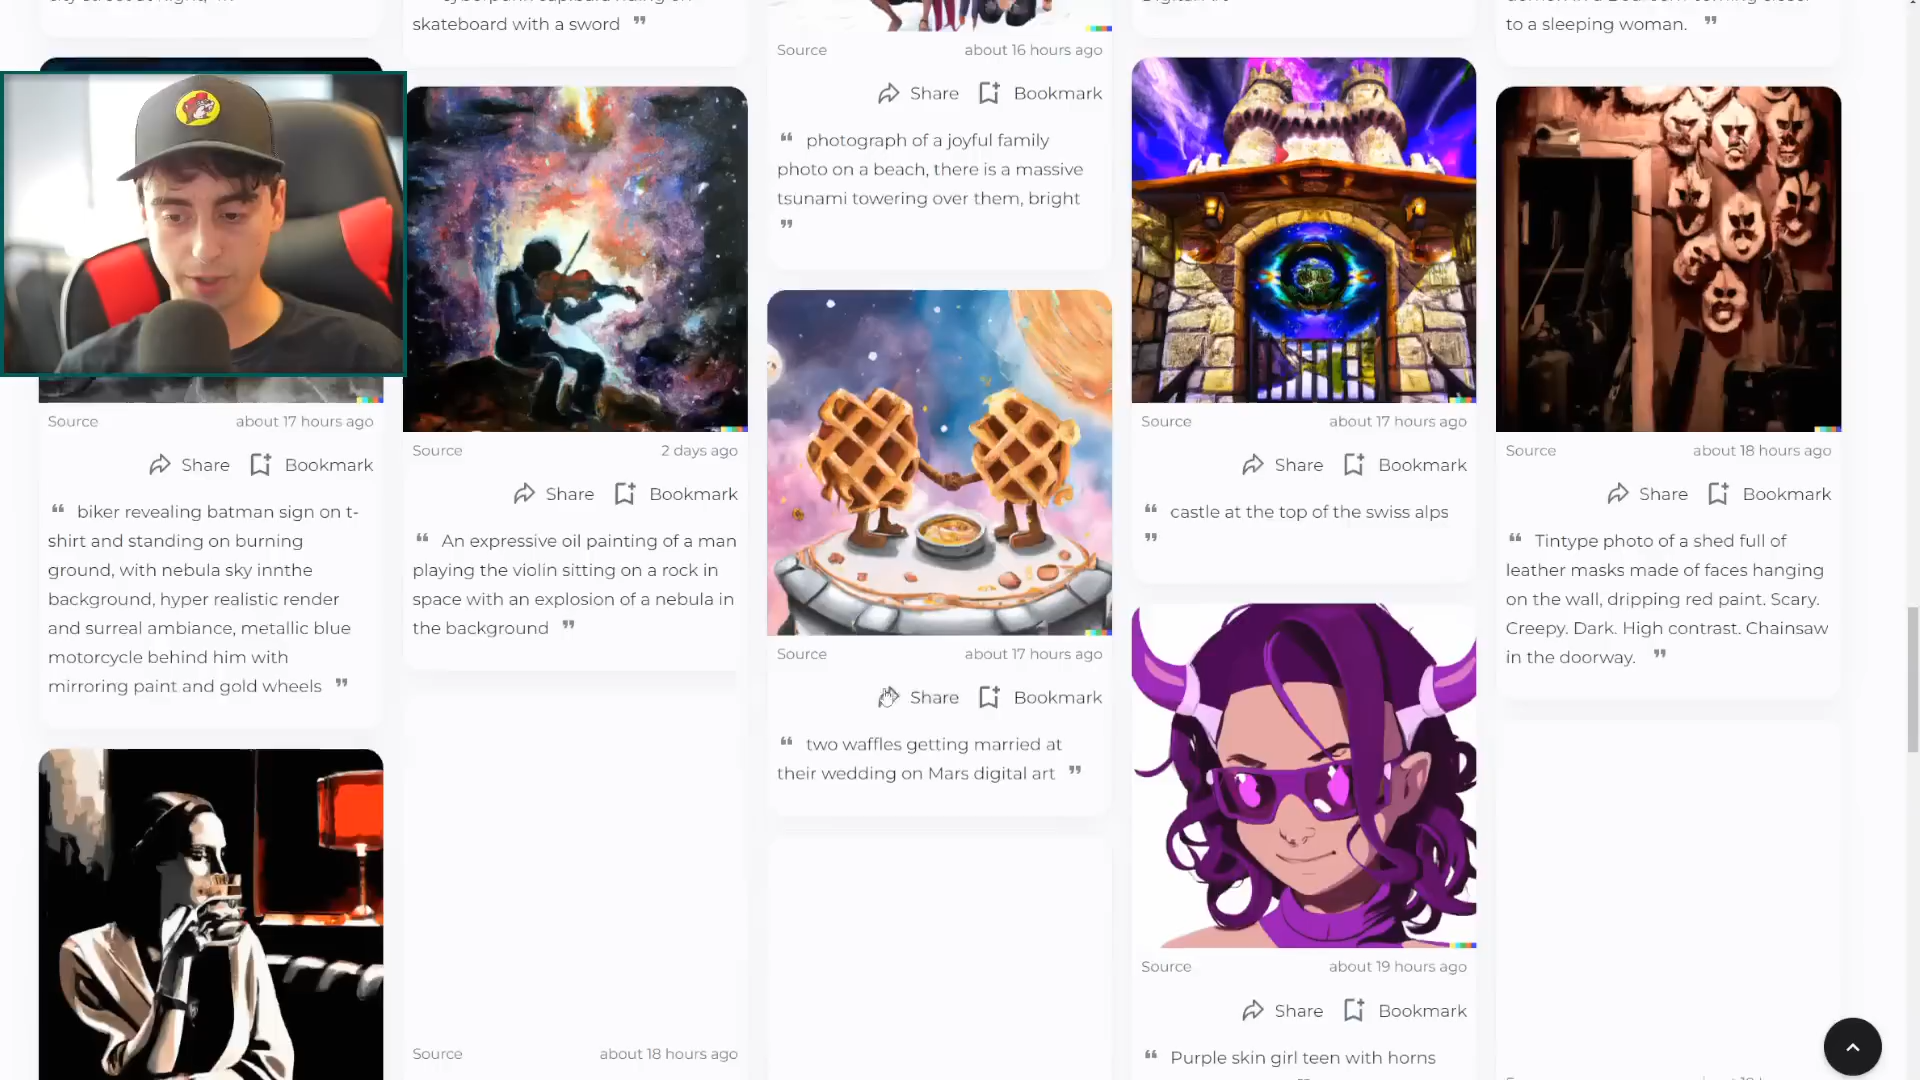 skateboard with a sword ”
Source about 16 hours ago
to a sleeping woman. ”
Share Bookmark
“ photograph of a joyful family
photo on a beach, there is a massive
tsunami towering over them, bright
”
Source about 17 hours ago
Share Bookmark
“ biker revealing batman sign on t-
shirt and standing on burning
ground, with nebula sky innthe
background, hyper realistic render
and surreal ambiance, metallic blue
motorcycle behind him with
mirroring paint and gold wheels ”
Source 2 days ago
Share Bookmark
“ An expressive oil painting of a man
playing the violin sitting on a rock in
space with an explosion of a nebula in
the background ”
Source about 18 hours ago
Source about 17 hours ago
Share Bookmark
“ two waffles getting married at
their wedding on Mars digital art ”
Source about 17 hours ago
Share Bookmark
“ castle at the top of the swiss alps
”
Source about 19 hours ago
Share Bookmark
“ Purple skin girl teen with horns
Source about 18 hours ago
Share Bookmark
“ Tintype photo of a shed full of
leather masks made of faces hanging
on the wall, dripping red paint. Scary.
Creepy. Dark. High contrast. Chainsaw
in the doorway. ”